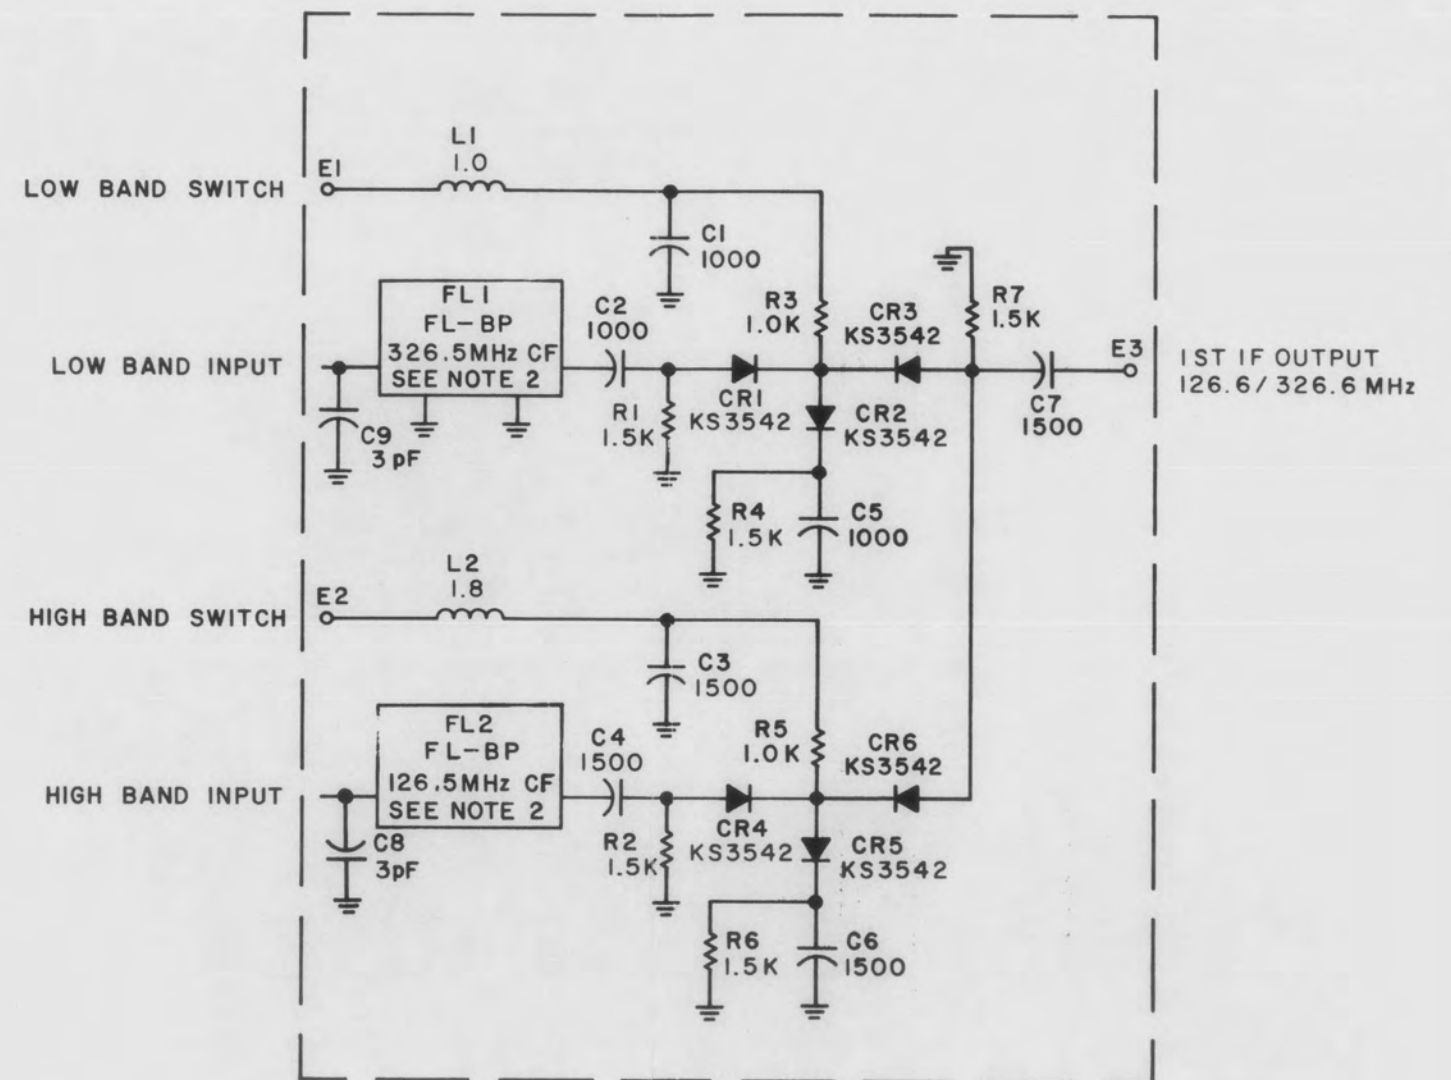 L1
1.0
E1
LOW BAND SWITCH
C1
1000
FL1
FL-BP
326.5MHz CF
SEE NOTE 2
C2
1000
R3
1.0K
CR3
KS3542
R7
1.5K
E3
LOW BAND INPUT
1ST IF OUTPUT
126.6/326.6 MHz
C9
3pF
R1
1.5K
CR1
KS3542
CR2
KS3542
C7
1500
R4
1.5K
C5
1000
L2
1.8
E2
HIGH BAND SWITCH
C3
1500
FL2
FL-BP
126.5MHz CF
SEE NOTE 2
C4
1500
R5
1.0K
CR6
KS3542
HIGH BAND INPUT
C8
3pF
R2
1.5K
CR4
KS3542
CR5
KS3542
R6
1.5K
C6
1500